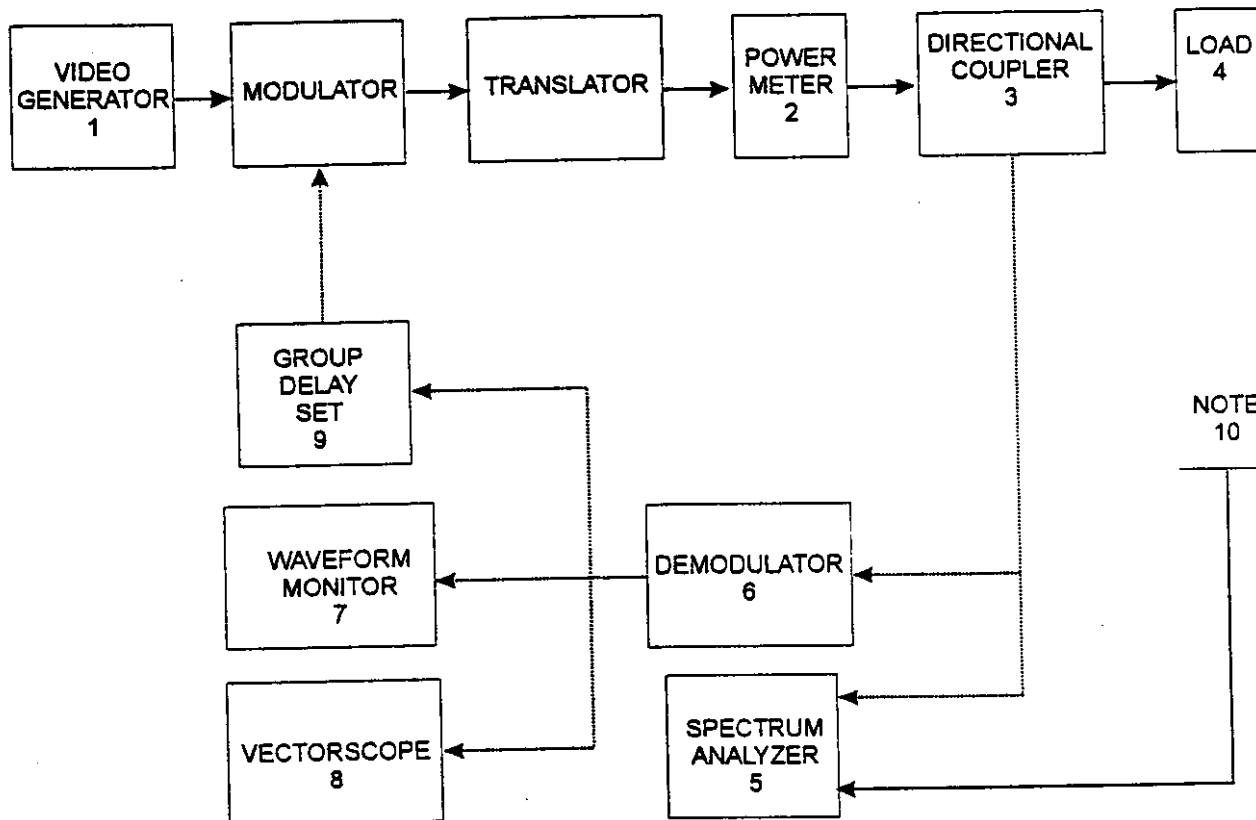 VIDEO
GENERATOR
1
MODULATOR
TRANSLATOR
POWER
METER
2
DIRECTIONAL
COUPLER
3
LOAD
4
GROUP
DELAY
SET
9
NOTE
10
WAVEFORM
MONITOR
7
DEMODULATOR
6
VECTORSCOPE
8
SPECTRUM
ANALYZER
5